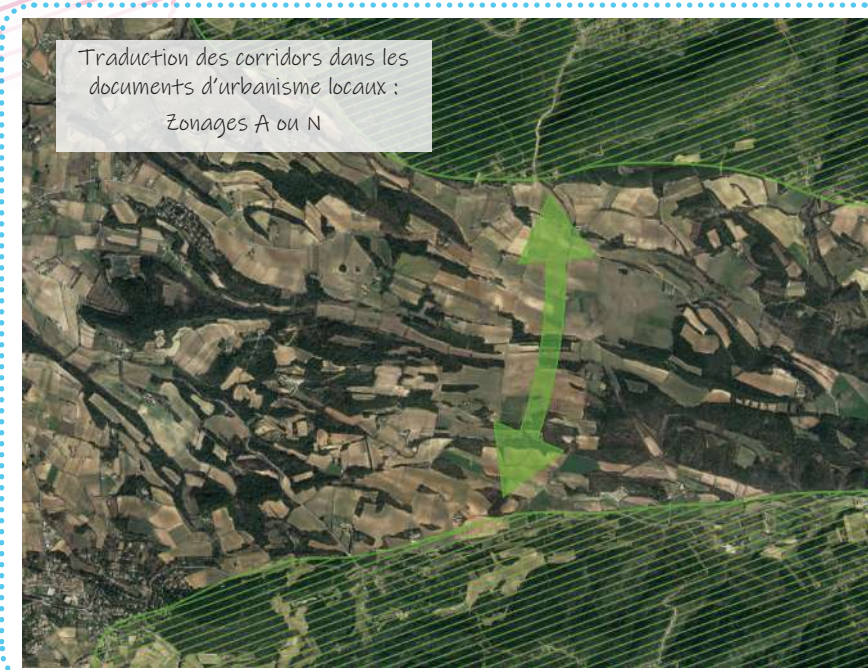 Traduction des corridors dans les
documents d'urbanisme locaux :
Zonages A ou N